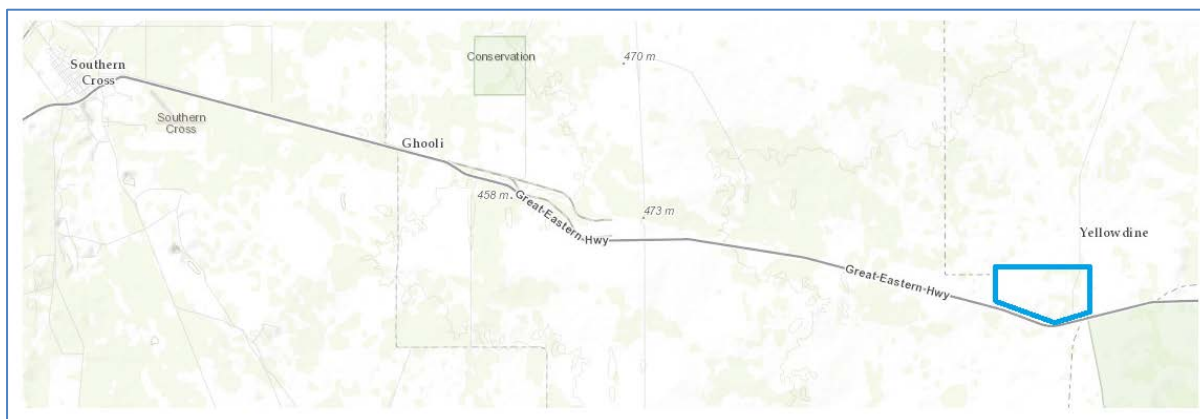 Southern
Cross
Southern
Cross
Ghooli
Conservation
470 m
458 m
Great-Eastern-Hwy
473 m
Great-Eastern-Hwy
Yellowdine